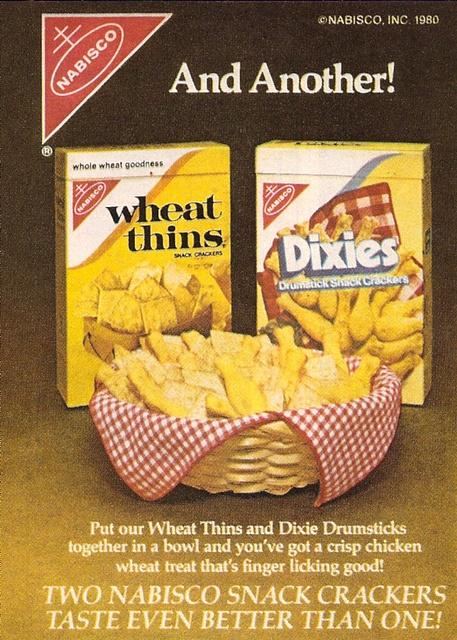 ©NABISCO, INC. 1980
NABISCO
And Another!
®
whole wheat goodness
NABISCO
wheat
thins
SNACK CRACKERS
NABISCO
Dixies
Drumstick Snack Crackers
Put our Wheat Thins and Dixie Drumsticks
together in a bowl and you've got a crisp chicken
wheat treat that's finger licking good!
TWO NABISCO SNACK CRACKERS
TASTE EVEN BETTER THAN ONE!